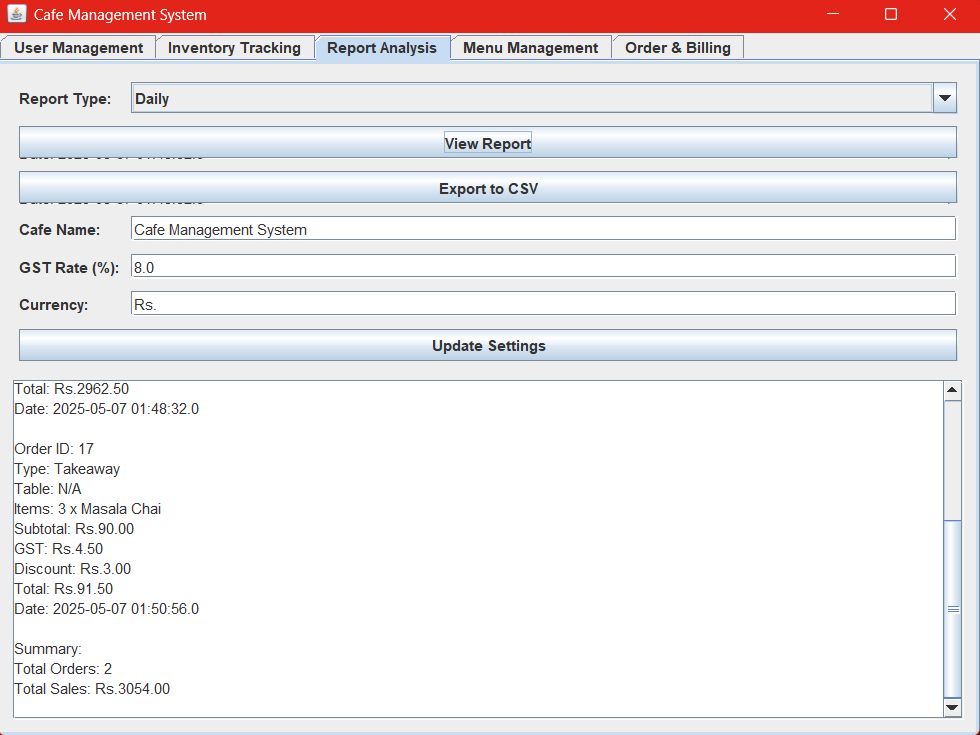 Cafe Management System
User Management Inventory Tracking Report Analysis Menu Management Order & Billing
Report Type: Daily
View Report
Export to CSV
Cafe Name: Cafe Management System
GST Rate (%): 8.0
Currency: Rs.
Update Settings
Total: Rs.2962.50
Date: 2025-05-07 01:48:32.0
Order ID: 17
Type: Takeaway
Table: N/A
Items: 3 x Masala Chai
Subtotal: Rs.90.00
GST: Rs.4.50
Discount: Rs.3.00
Total: Rs.91.50
Date: 2025-05-07 01:50:56.0
Summary:
Total Orders: 2
Total Sales: Rs.3054.00